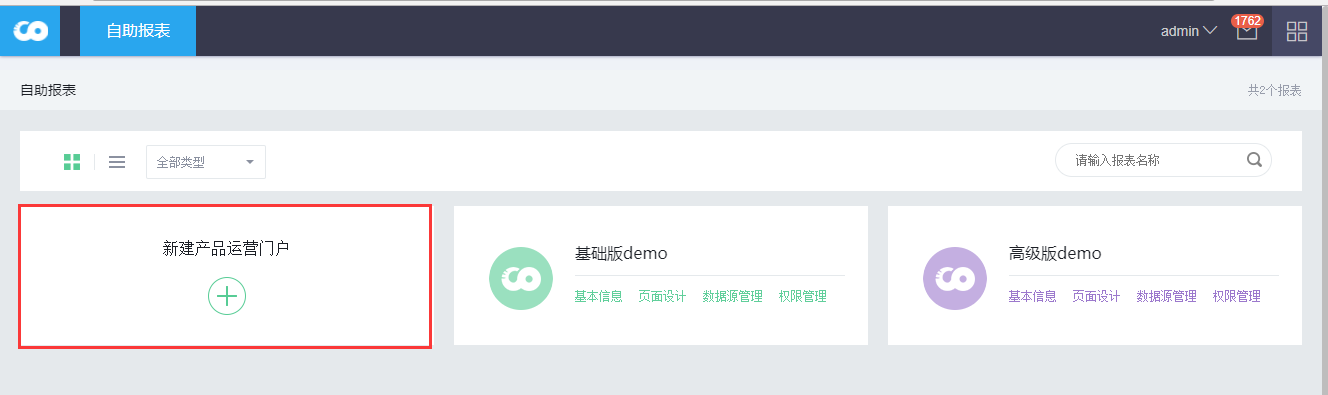 自助报表
admin
1762
自助报表
共2个报表
全部类型
请输入报表名称
新建产品运营门户
基础版demo
基本信息 页面设计 数据源管理 权限管理
高级版demo
基本信息 页面设计 数据源管理 权限管理